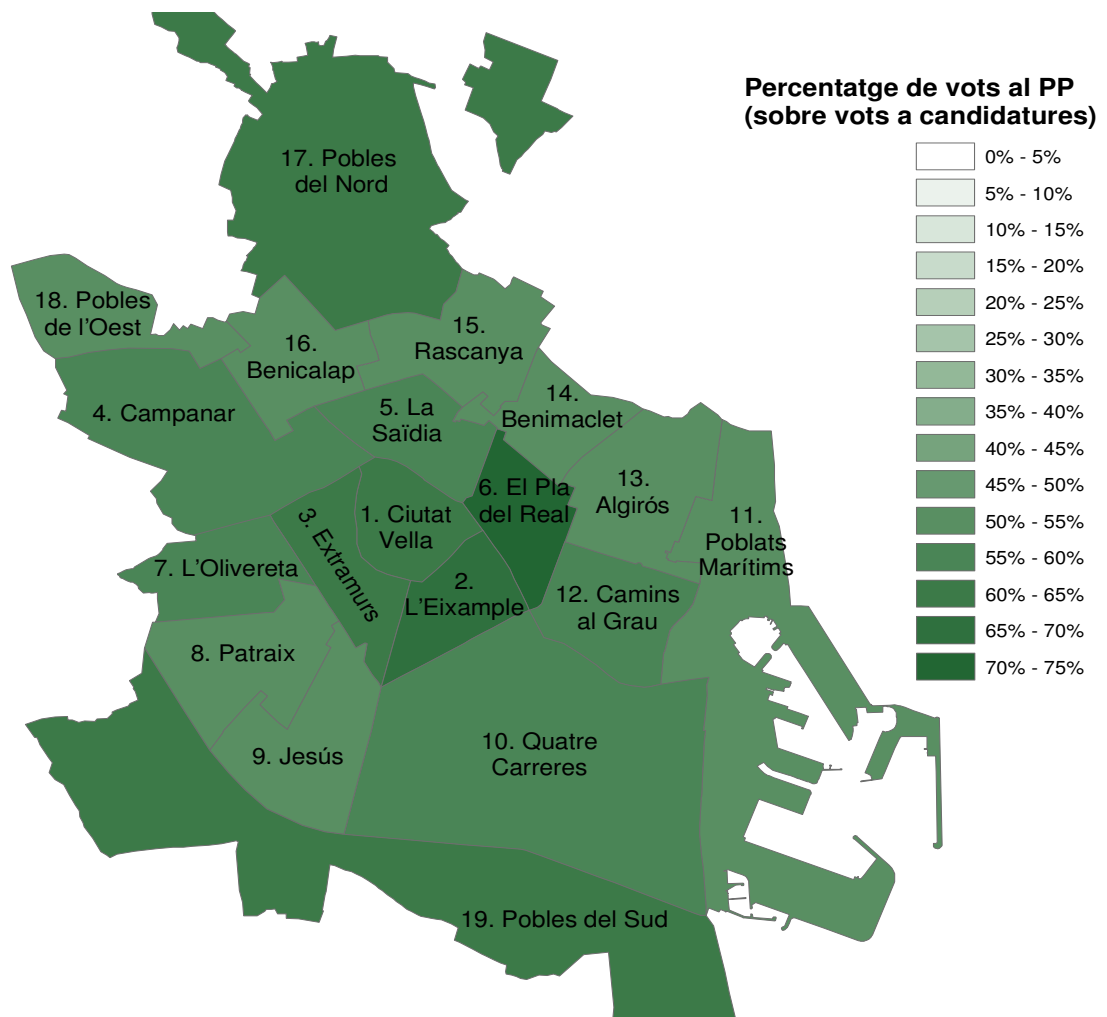 Percentatge de vots al PP
(sobre vots a candidatures)
0% - 5%
5% - 10%
10% - 15%
15% - 20%
20% - 25%
25% - 30%
30% - 35%
35% - 40%
40% - 45%
45% - 50%
50% - 55%
55% - 60%
60% - 65%
65% - 70%
70% - 75%
17. Pobles
del Nord
18. Pobles
de l'Oest
16.
Benicalap
15.
Rascanya
4. Campanar
5. La
Saïdia
14.
Benimaclet
6. El Pla
del Real
13.
Algirós
1. Ciutat
Vella
3. Extramurs
11.
Poblats
Marítims
7. L'Olivereta
2.
L'Eixample
12. Camins
al Grau
8. Patraix
9. Jesús
10. Quatre
Carreres
19. Pobles del Sud